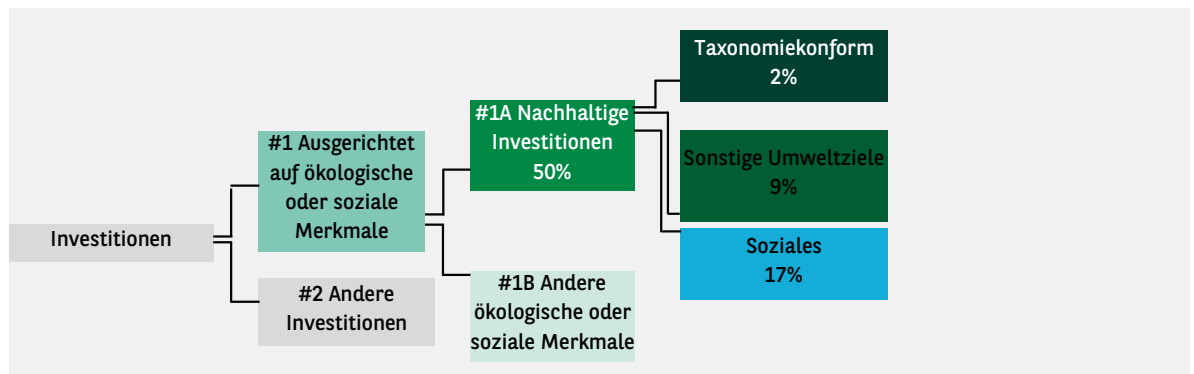 Investitionen
#1 Ausgerichtet
auf ökologische
oder soziale
Merkmale
#2 Andere
Investitionen
#1A Nachhaltige
Investitionen
50%
#1B Andere
ökologische oder
soziale Merkmale
Taxonomiekonform
2%
Sonstige Umweltziele
9%
Soziales
17%